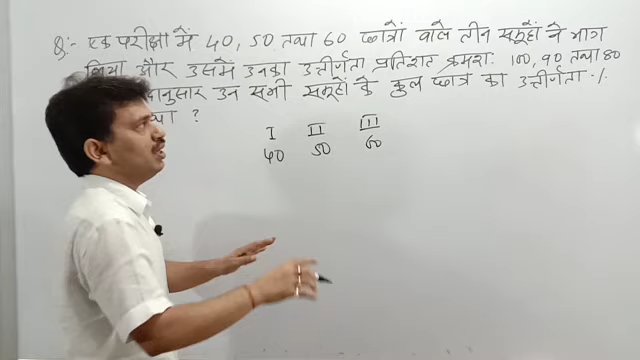 Q:- एक परीक्षा में 40, 50 तथा 60 छात्रों वाले तीन समूहों ने भाग
लिया और उसमें उनका उत्तीर्णता प्रतिशत क्रमशः 100, 90 तथा 80
नुसार उन सभी समूहों के कुल छात्र का उत्तीर्णता %
?
I II III
40 50 60